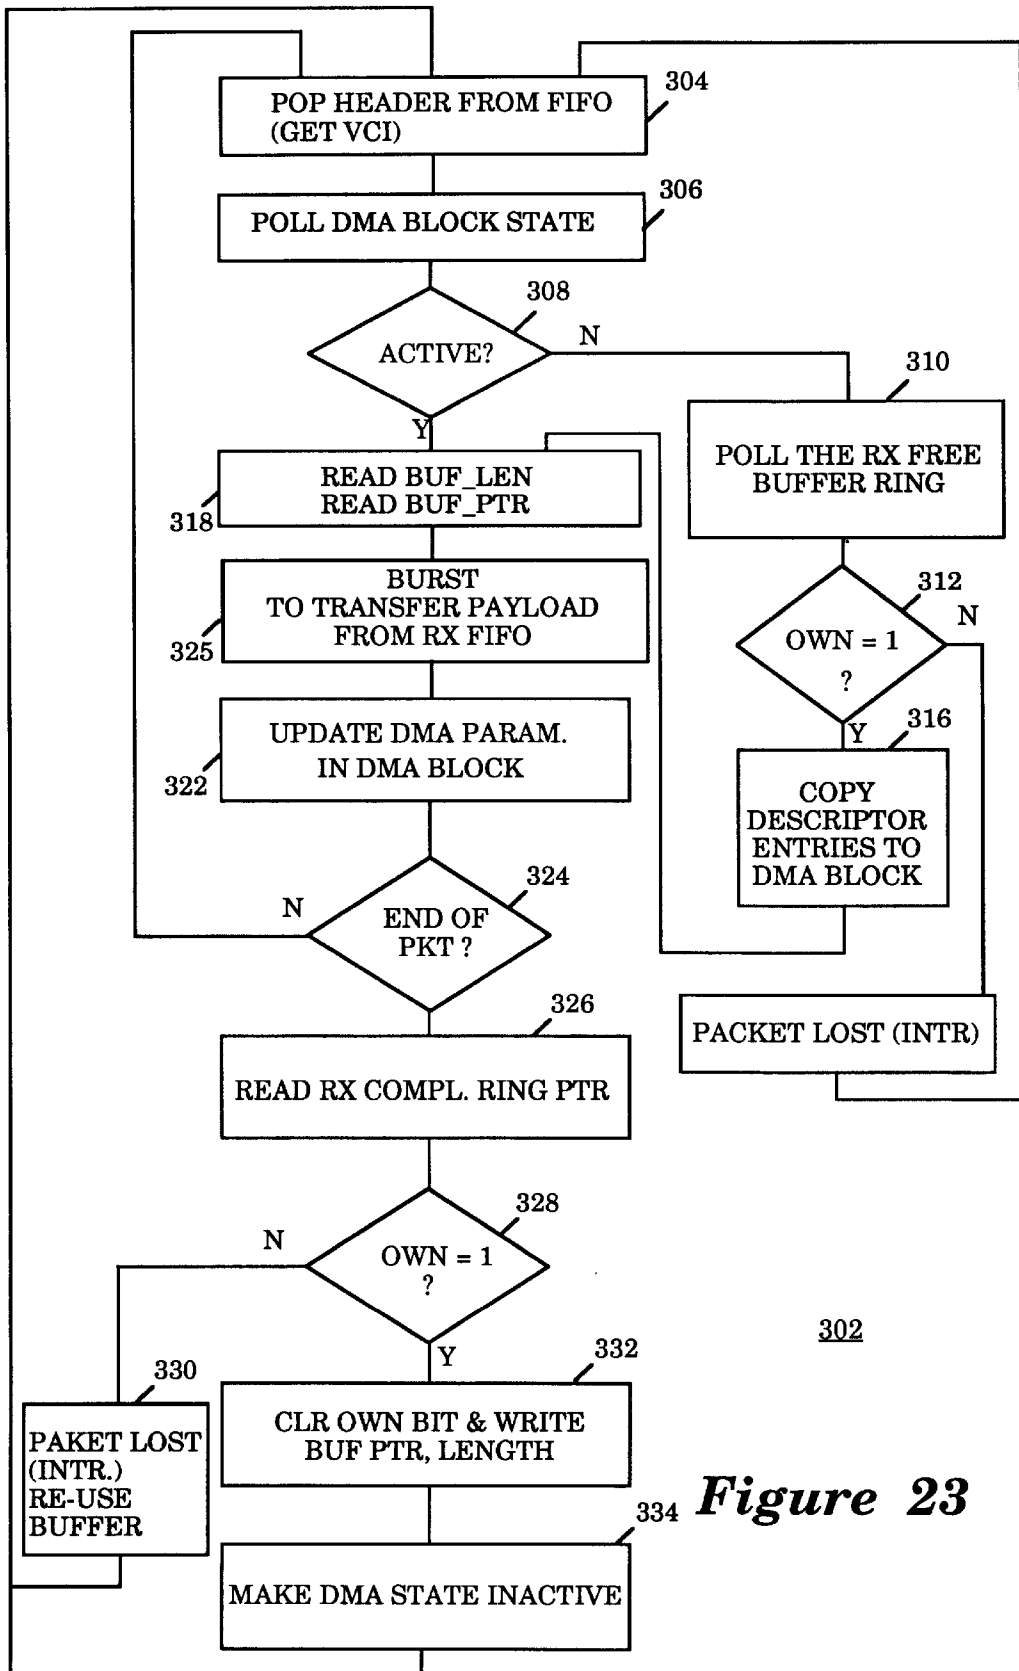 304
POP HEADER FROM FIFO
(GET VCI)
306
POLL DMA BLOCK STATE
308
ACTIVE?
N
Y
310
POLL THE RX FREE
BUFFER RING
318
READ BUF_LEN
READ BUF_PTR
312
OWN = 1
?
N
Y
325
BURST
TO TRANSFER PAYLOAD
FROM RX FIFO
316
COPY
DESCRIPTOR
ENTRIES TO
DMA BLOCK
322
UPDATE DMA PARAM.
IN DMA BLOCK
324
END OF
PKT ?
N
PACKET LOST (INTR)
326
READ RX COMPL. RING PTR
328
OWN = 1
?
N
Y
302
330
PAKET LOST
(INTR.)
RE-USE
BUFFER
332
CLR OWN BIT & WRITE
BUF PTR, LENGTH
334
MAKE DMA STATE INACTIVE
Figure 23